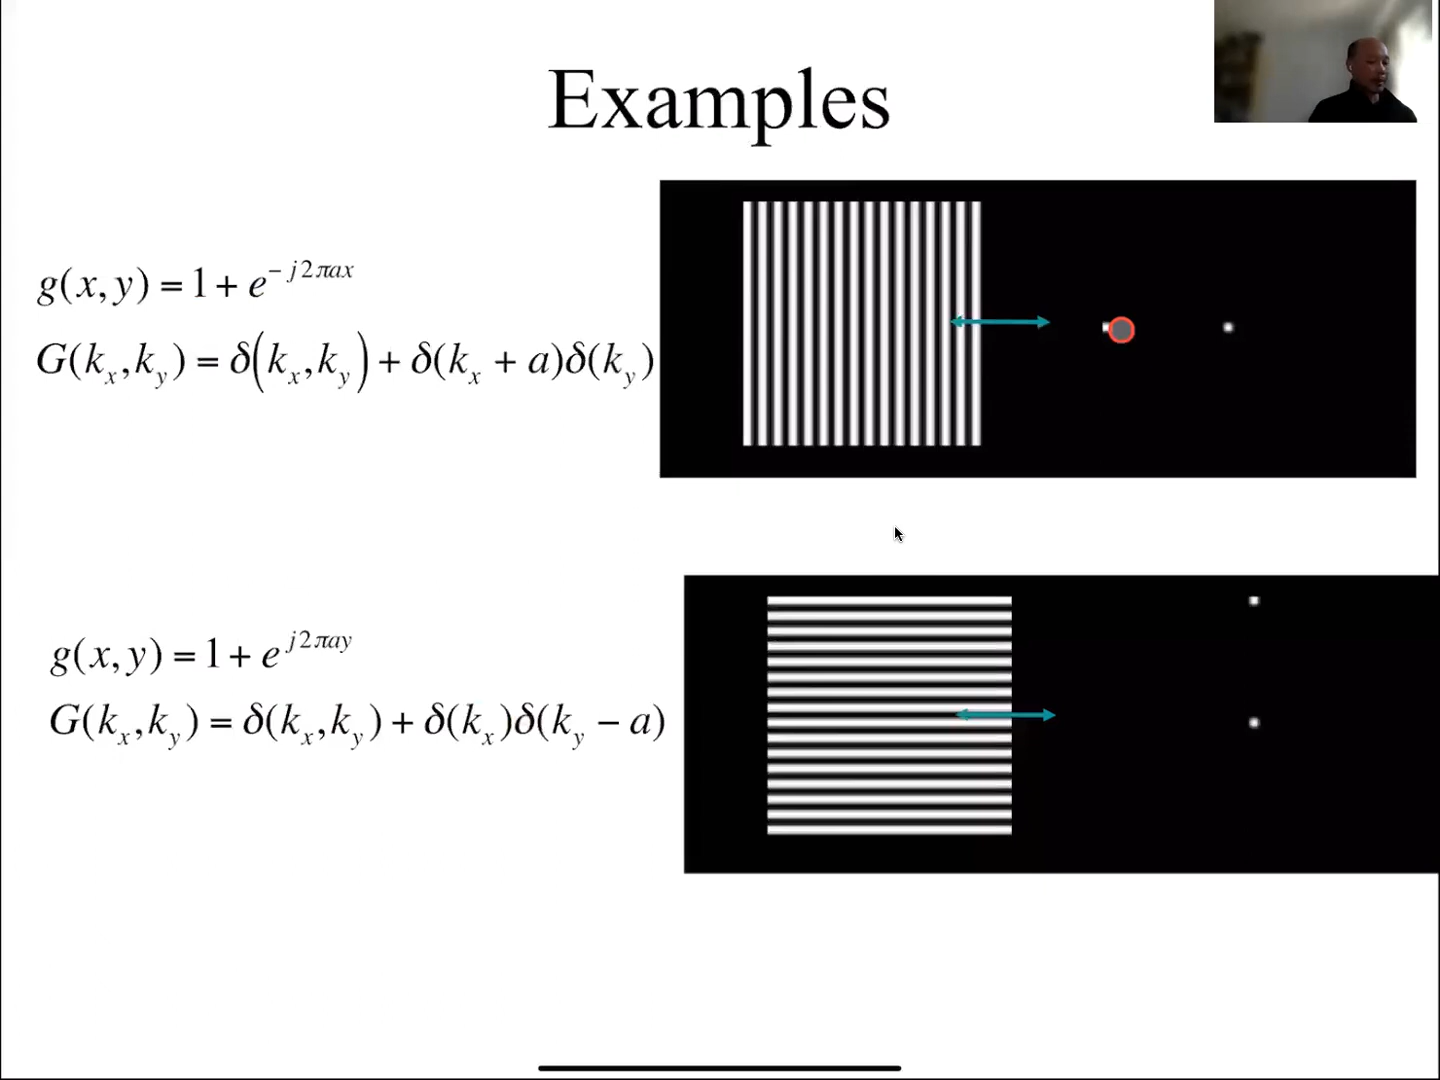 Examples
g(x, y) = 1 + e^{− j2πax}
G(k_x, k_y) = δ(k_x, k_y) + δ(k_x + a)δ(k_y)
g(x, y) = 1 + e^{j2πay}
G(k_x, k_y) = δ(k_x, k_y) + δ(k_x)δ(k_y − a)